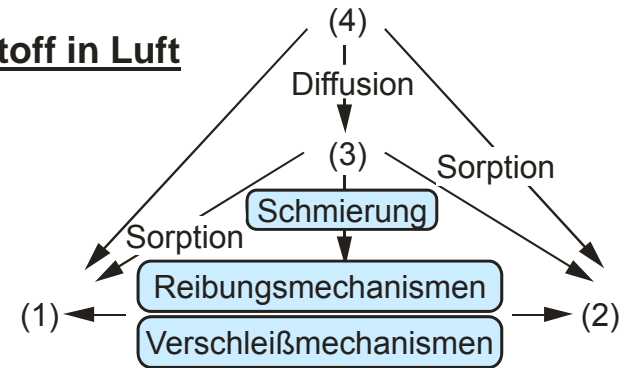 (4)
toff in Luft
Diffusion
(3)
Sorption
Schmierung
Sorption
Reibungsmechanismen
(1)
(2)
Verschleißmechanismen